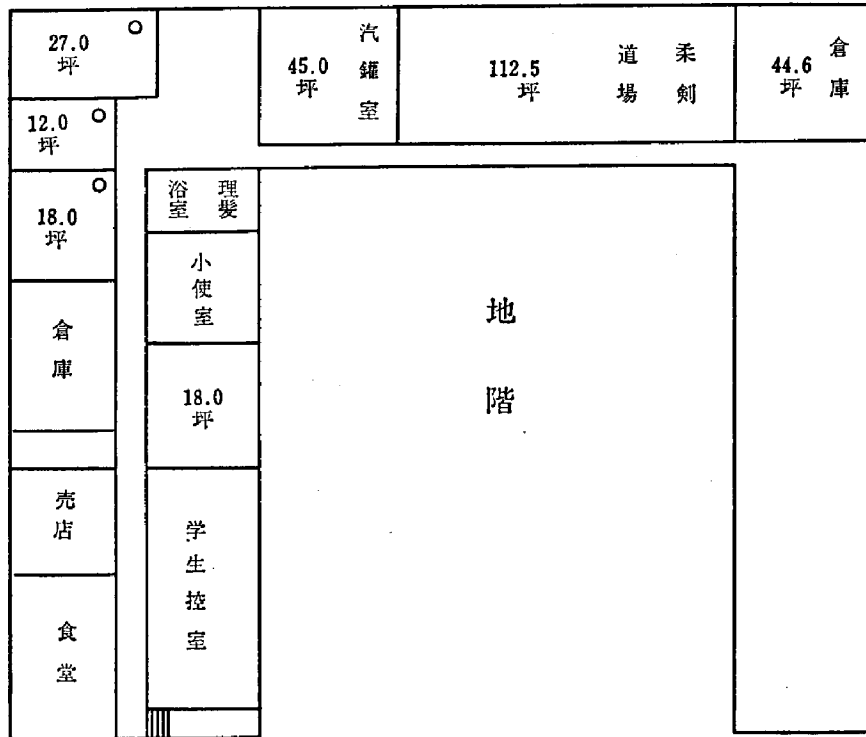 27.0
坪
45.0
坪
汽罐室
112.5
坪
柔剣
道場
44.6
坪
倉庫
12.0
坪
18.0
坪
理髪
浴室
小使室
倉庫
18.0
坪
地階
売店
学生控室
食堂